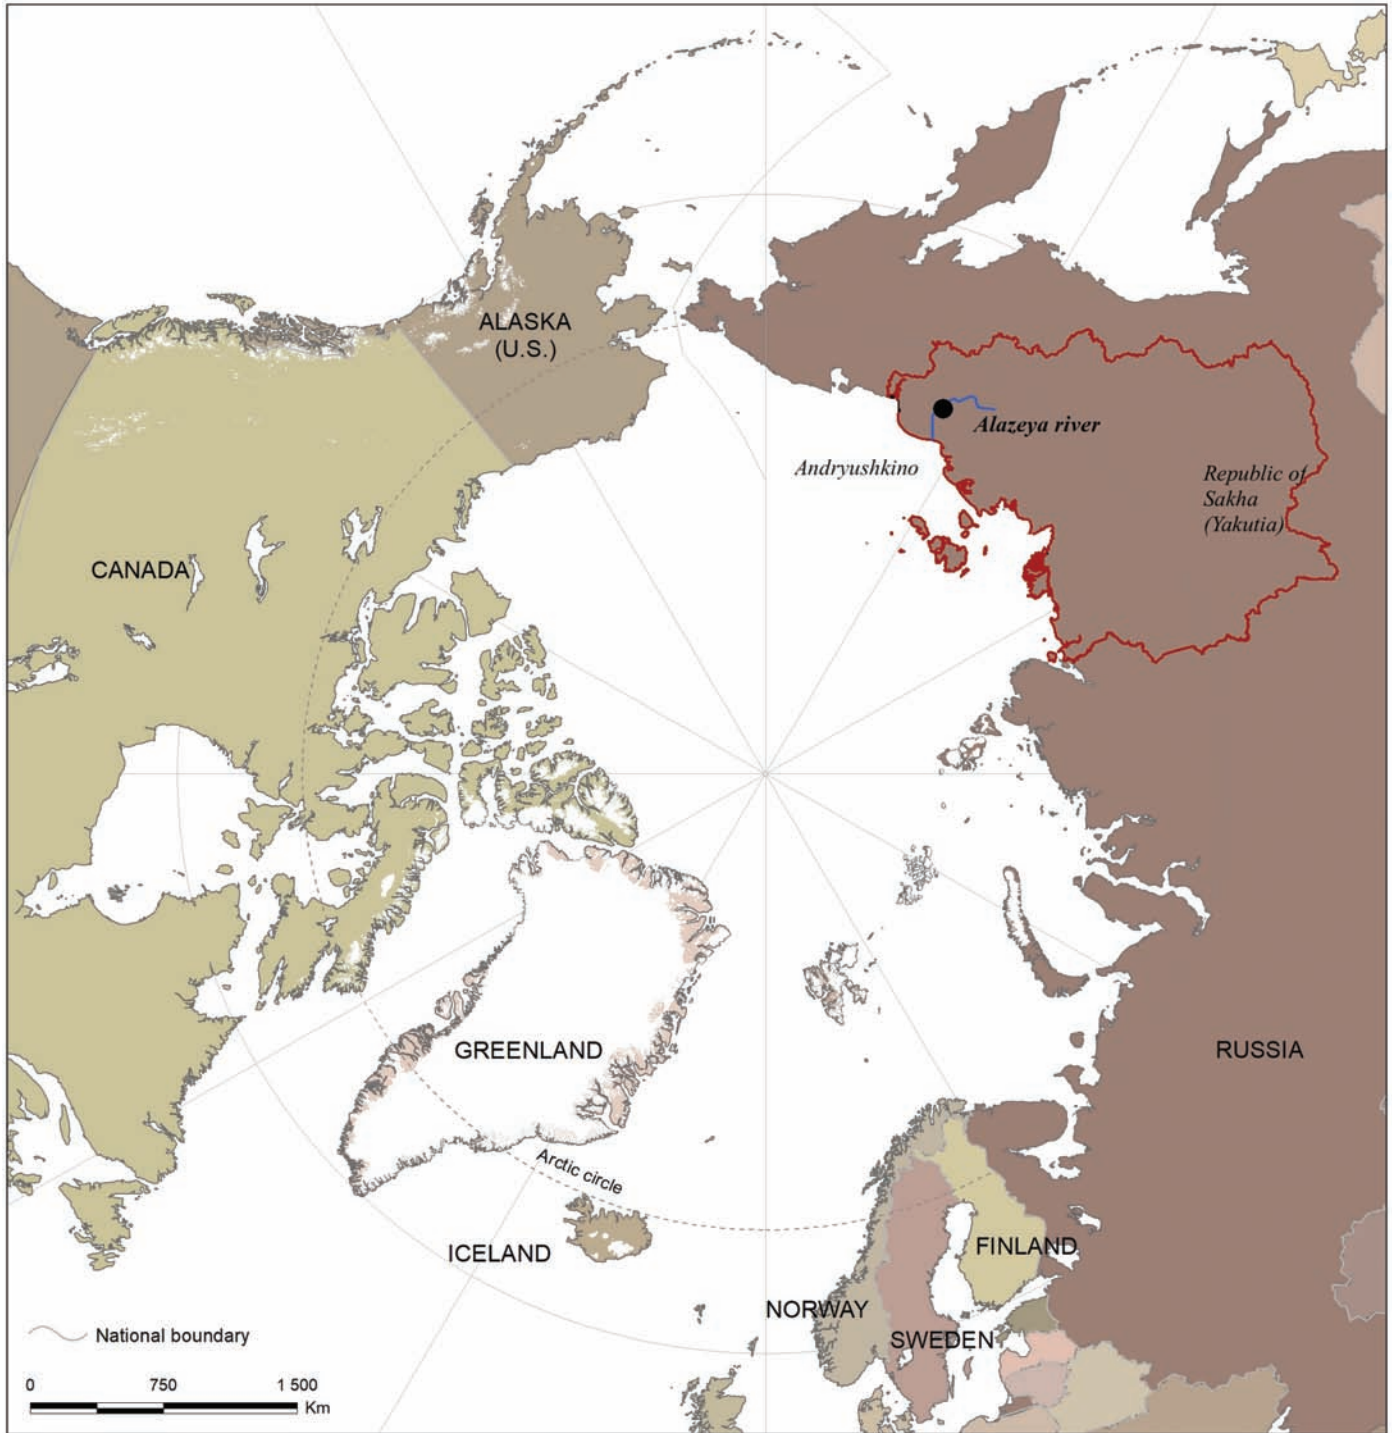 ALASKA
(U.S.)
Alazeya river
Andryushkino
Republic of
Sakha
(Yakutia)
CANADA
GREENLAND
RUSSIA
Arctic circle
ICELAND
FINLAND
NORWAY
SWEDEN
National boundary
0 750 1 500
Km